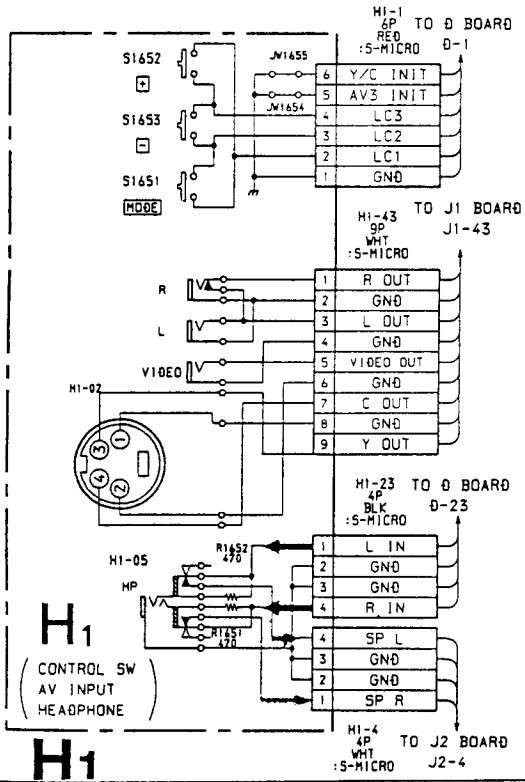 H1-1
6P
RED
:S-MICRO
TO D BOARD
D-1
S1652
+
S1653
-
S1651
MODE
JW1655
JW1654
6 Y/C INIT
5 AV3 INIT
4 LC3
3 LC2
2 LC1
1 GND
H1-43
9P
WHT
:S-MICRO
TO J1 BOARD
J1-43
R
L
VIDEO
1 R OUT
2 GND
3 L OUT
4 GND
5 VIDEO OUT
6 GND
7 C OUT
8 GND
9 Y OUT
H1-02
3 1
4 2
H1-23
4P
BLK
:S-MICRO
TO D BOARD
D-23
H1-05
HP
R1652
470
R1651
470
1 L IN
2 GND
3 GND
4 R IN
4 SP L
3 GND
2 GND
1 SP R
H1
CONTROL SW
AV INPUT
HEADPHONE
H1-4
4P
WHT
:S-MICRO
TO J2 BOARD
J2-4
H1